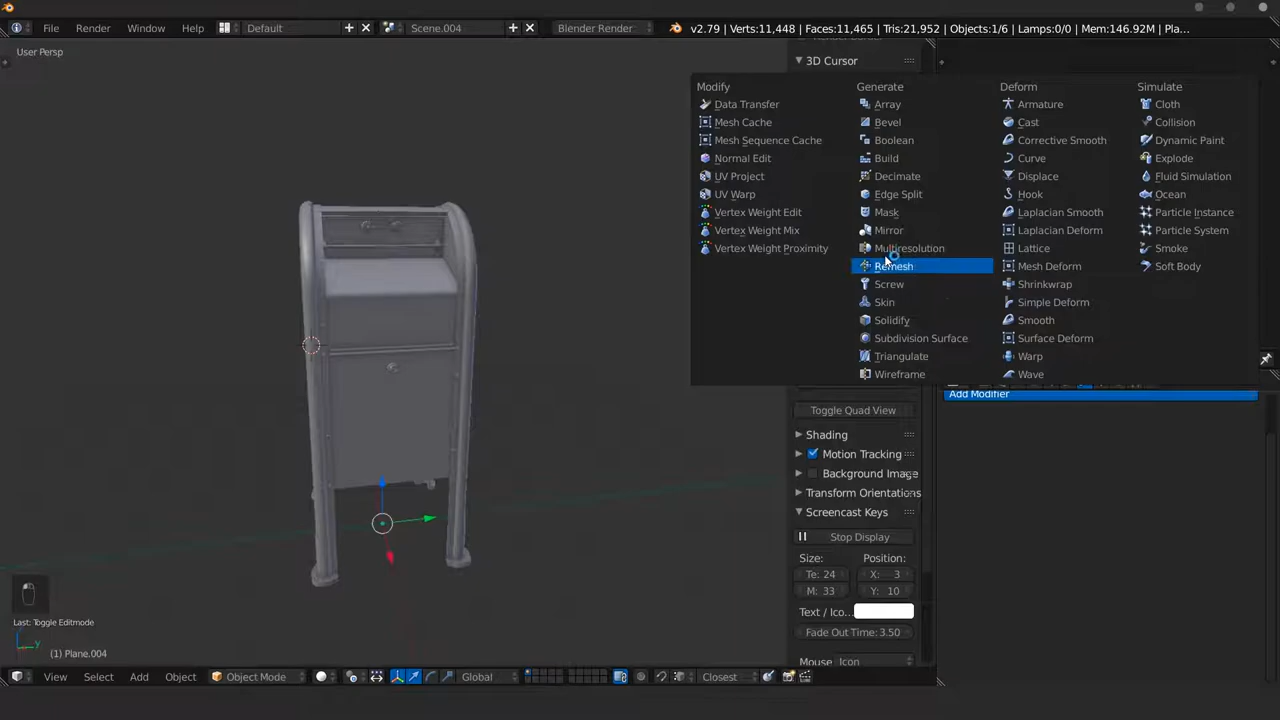 File Render Window Help Default Scene.004 Blender Render v2.79 | Verts:11,448 | Faces:11,465 | Tris:21,952 | Objects:1/6 | Lamps:0/0 | Mem:146.92M | Pla...
User Persp
3D Cursor
Modify
Data Transfer
Mesh Cache
Mesh Sequence Cache
Normal Edit
UV Project
UV Warp
Vertex Weight Edit
Vertex Weight Mix
Vertex Weight Proximity
Generate
Array
Bevel
Boolean
Build
Decimate
Edge Split
Mask
Mirror
Multiresolution
Remesh
Screw
Skin
Solidify
Subdivision Surface
Triangulate
Wireframe
Deform
Armature
Cast
Corrective Smooth
Curve
Displace
Hook
Laplacian Smooth
Laplacian Deform
Lattice
Mesh Deform
Shrinkwrap
Simple Deform
Smooth
Surface Deform
Warp
Wave
Simulate
Cloth
Collision
Dynamic Paint
Explode
Fluid Simulation
Ocean
Particle Instance
Particle System
Smoke
Soft Body
Add Modifier
Toggle Quad View
Shading
Motion Tracking
Background Image
Transform Orientations
Screencast Keys
Stop Display
Size: Position:
Te: 24 X: 3
M: 33 Y: 10
Text / Ico...
Fade Out Time: 3.50
Mouse Icon
Last: Toggle Editmode
y
(1) Plane.004
View Select Add Object Object Mode Global Closest